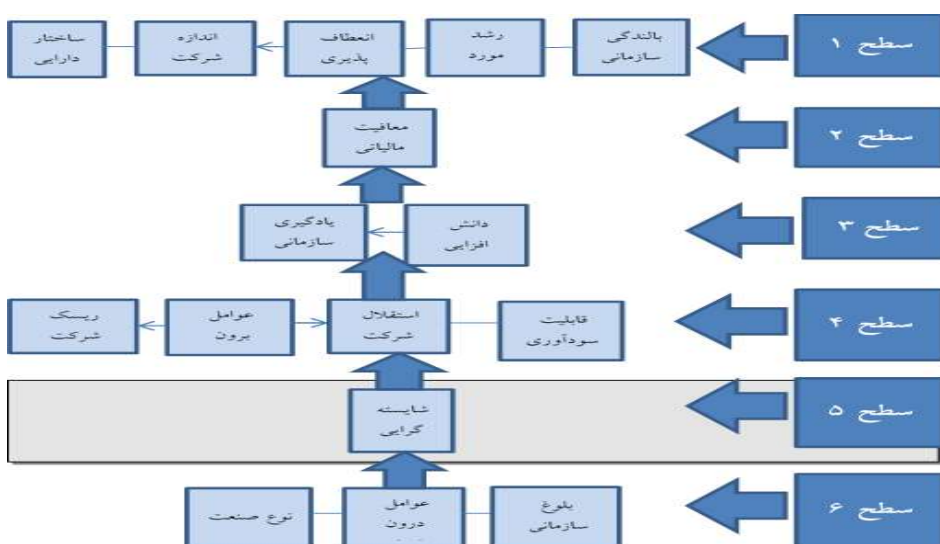 سطح ۱
بالندگی
سازمانی
رشد
مورد
انعطاف
پذیری
اندازه
شرکت
ساختار
دارایی
سطح ۲
معافیت
مالیاتی
سطح ۳
دانش
افزایی
یادگیری
سازمانی
سطح ۴
قابلیت
سودآوری
استقلال
شرکت
عوامل
برون
ریسک
شرکت
سطح ۵
شایسته
گرایی
سطح ۶
بلوغ
سازمانی
عوامل
درون
نوع صنعت